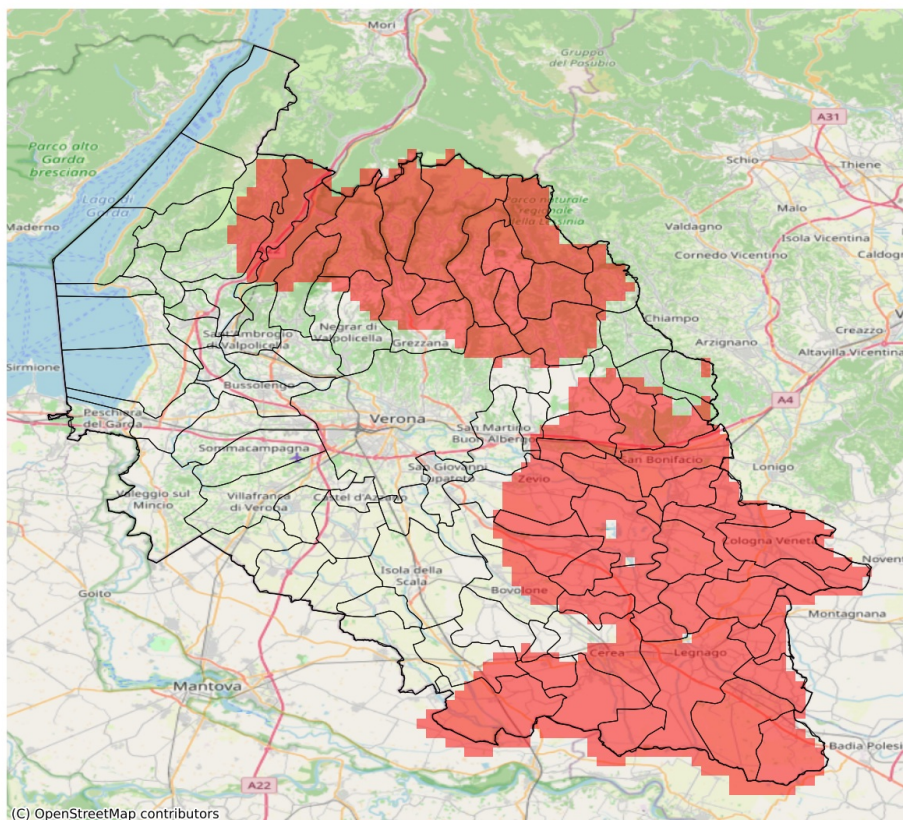 Mori
Gruppo
del Pasubio
A31
Parco alto
Garda
bresciano
Schio
Thiene
Lago di
Garda
Parco naturale
regionale
della Lessinia
Malo
Maderno
Valdagno
Isola Vicentina
Cornedo Vicentino
Caldog
Chiampo
Sant'Ambrogio
di Valpolicella
Negrar di
Valpolicella
Grezzana
Creazzo
Arzignano
Altavilla Vicentina
Sirmione
Bussolengo
A4
Peschiera
del Garda
Verona
San Martino
Buon Albergo
Sommacampagna
San Bonifacio
Lonigo
San Giovanni
Lupatoto
Zevio
Valeggio sul
Mincio
Villafranca
di Verona
Castel d'Azzano
Cologna Veneta
Novent
Isola della
Scala
Goito
Bovolone
Montagnana
Cerea
Legnago
Mantova
Badia Polesi
A22
(C) OpenStreetMap contributors